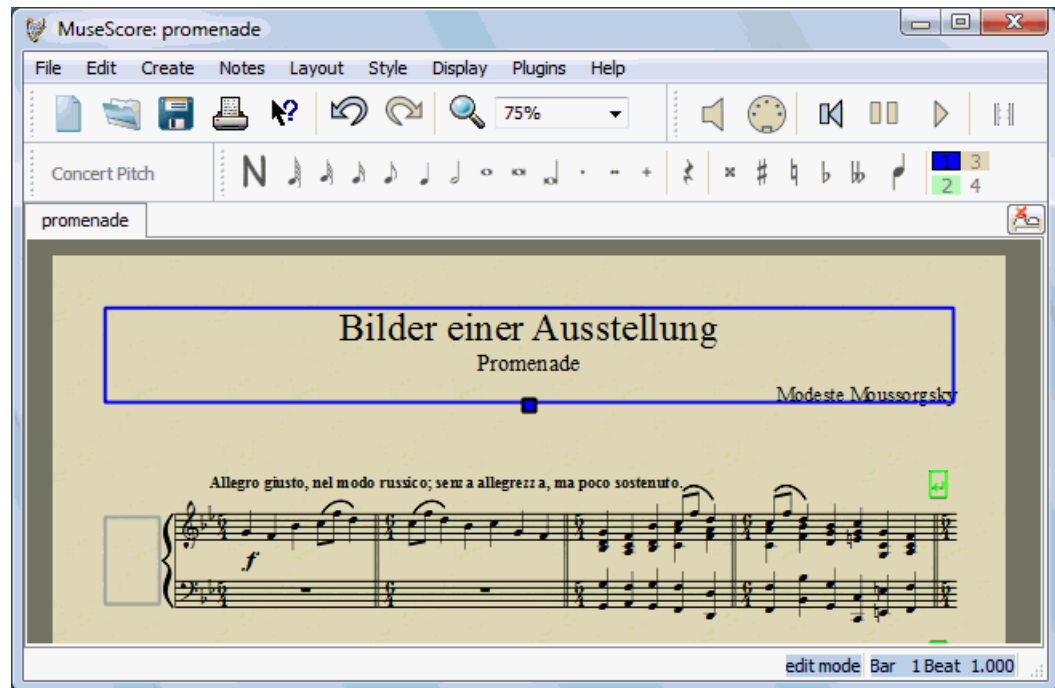 MuseScore: promenade
File Edit Create Notes Layout Style Display Plugins Help
75%
Concert Pitch
N
1 3
2 4
promenade
Bilder einer Ausstellung
Promenade
Modeste Moussorgsky
Allegro giusto, nel modo russico; senza allegrezza, ma poco sostenuto.
f
edit mode Bar 1 Beat 1.000